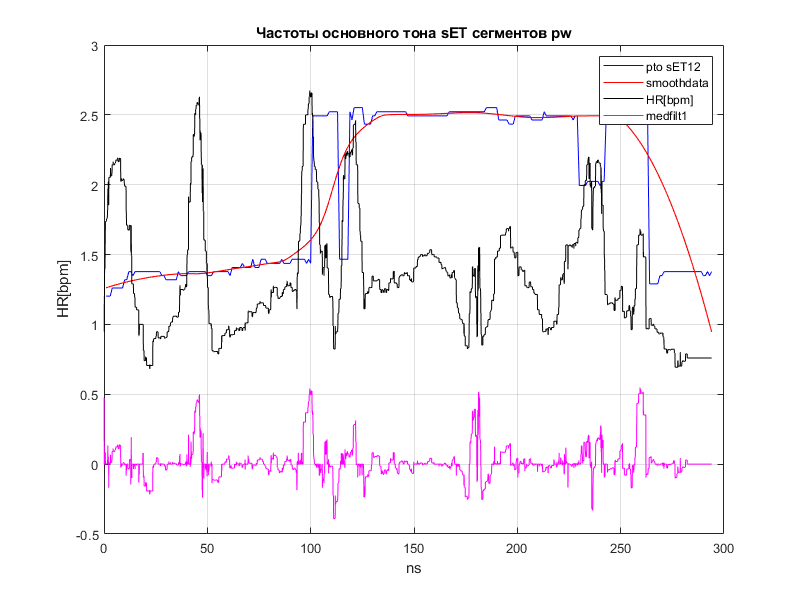 Частоты основного тона sET сегментов pw
pto sET12
smoothdata
HR[bpm]
medfilt1
3
2.5
2
1.5
1
0.5
0
-0.5
HR[bpm]
0 50 100 150 200 250 300
ns